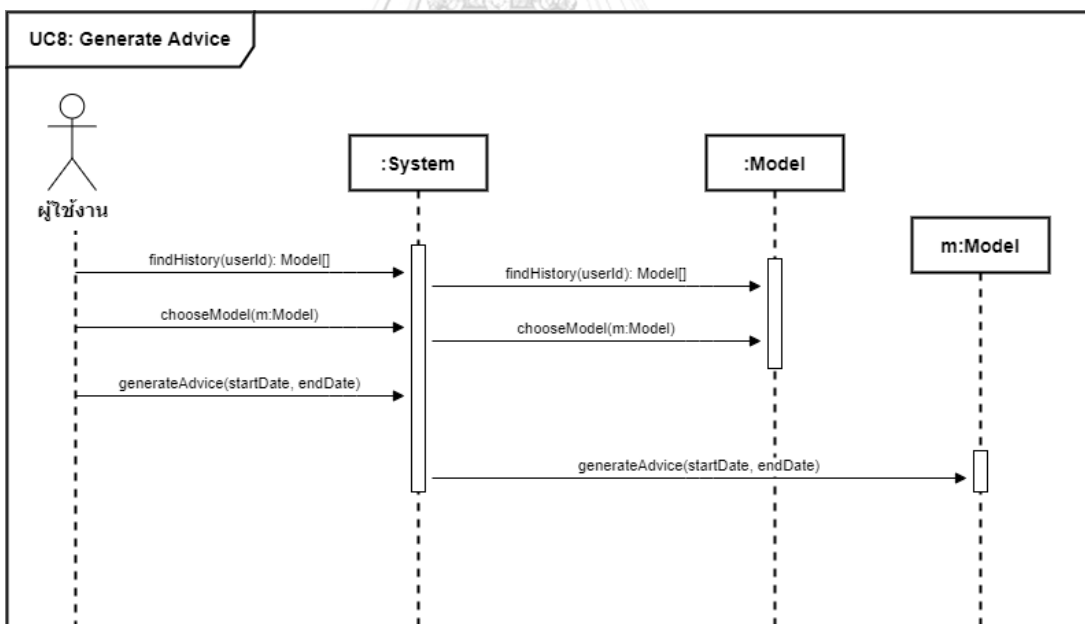 UC8: Generate Advice
:System
:Model
ผู้ใช้งาน
m:Model
findHistory(userId): Model[]
findHistory(userId): Model[]
chooseModel(m:Model)
chooseModel(m:Model)
generateAdvice(startDate, endDate)
generateAdvice(startDate, endDate)